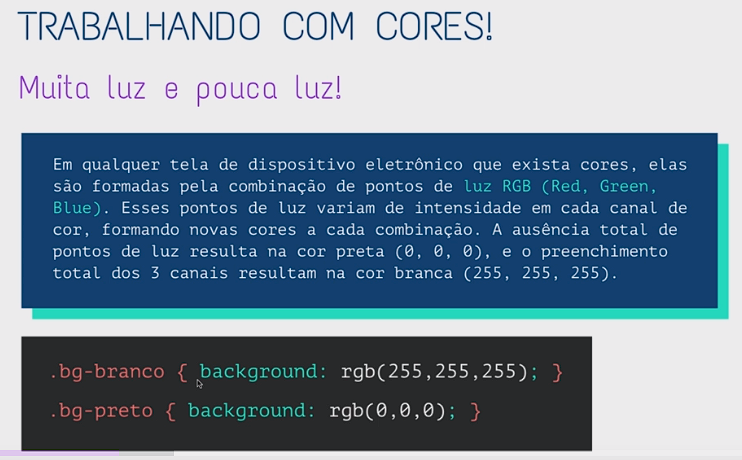 TRABALHANDO COM CORES!
Muita luz e pouca luz!
Em qualquer tela de dispositivo eletrônico que exista cores, elas
são formadas pela combinação de pontos de luz RGB (Red, Green,
Blue). Esses pontos de luz variam de intensidade em cada canal de
cor, formando novas cores a cada combinação. A ausência total de
pontos de luz resulta na cor preta (0, 0, 0), e o preenchimento
total dos 3 canais resultam na cor branca (255, 255, 255).
.bg-branco { background: rgb(255,255,255); }
.bg-preto { background: rgb(0,0,0); }